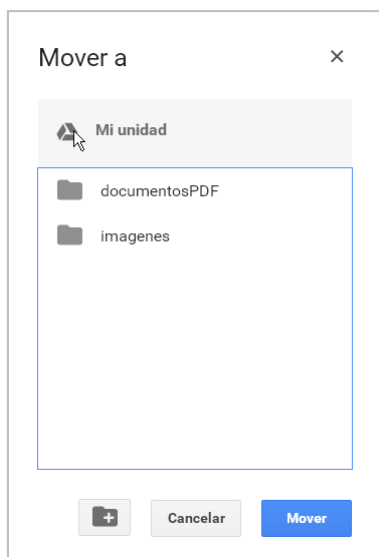 Mover a
Mi unidad
documentosPDF
imagenes
Cancelar Mover